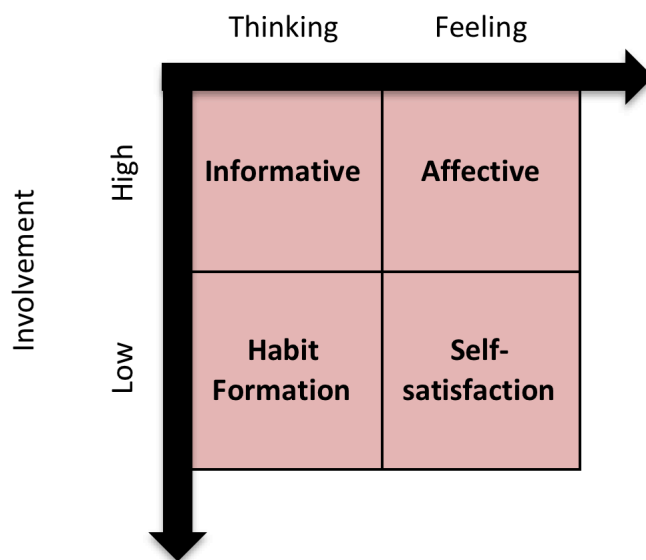 Thinking Feeling
Involvement
High
Informative Affective
Low
Habit Self-
Formation satisfaction